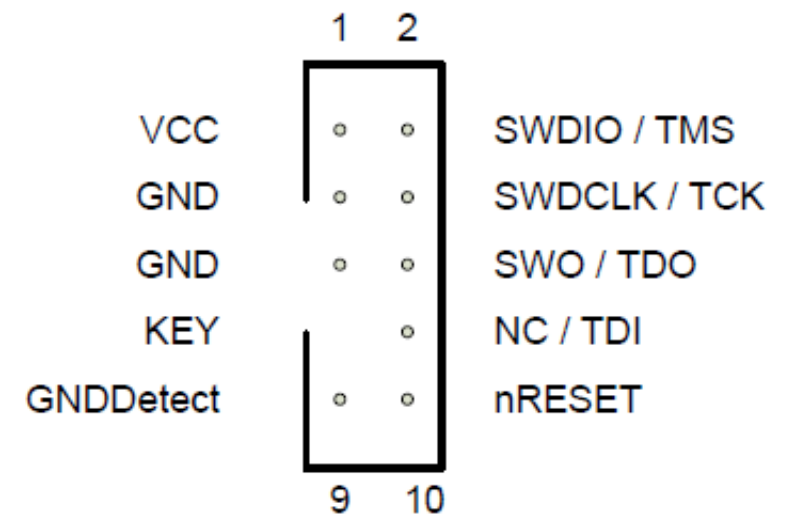 1 2
VCC SWDIO / TMS
GND SWDCLK / TCK
GND SWO / TDO
KEY NC / TDI
GNDDetect nRESET
9 10